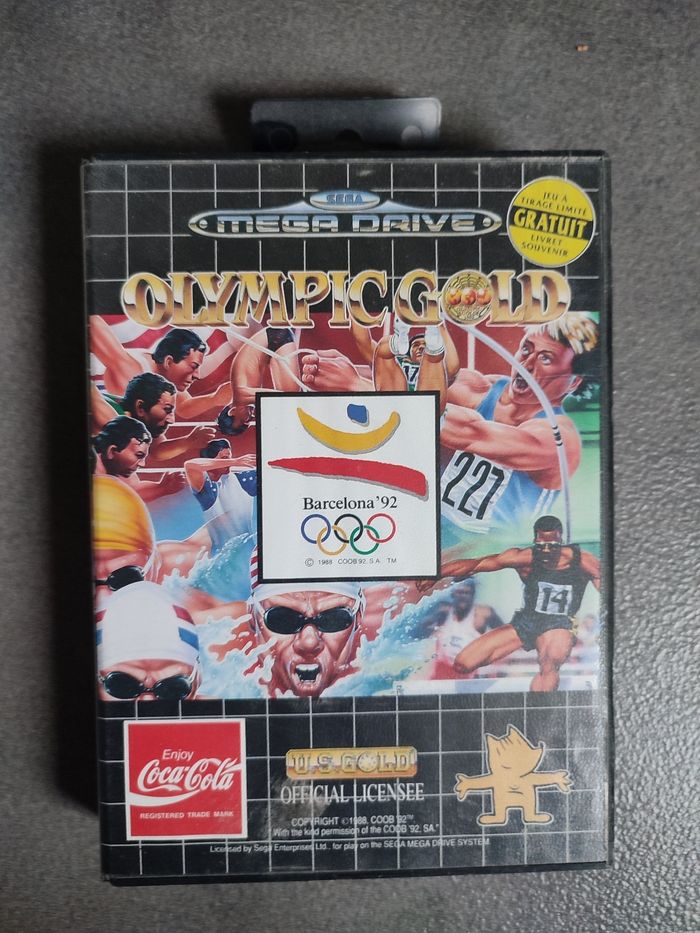 SEGA
MEGA DRIVE
JEU À
TIRAGE LIMITÉ
GRATUIT
LIVRET
SOUVENIR
OLYMPIC GOLD
17
227
14
Barcelona '92
© 1988 COOB 92. S.A. TM
Enjoy
Coca-Cola
REGISTERED TRADE MARK
U.S. GOLD
OFFICIAL LICENSEE
COPYRIGHT ©1988. COOB '92™
"With the kind permission of the COOB '92, SA."
Licensed by Sega Enterprises Ltd., for play on the SEGA MEGA DRIVE SYSTEM